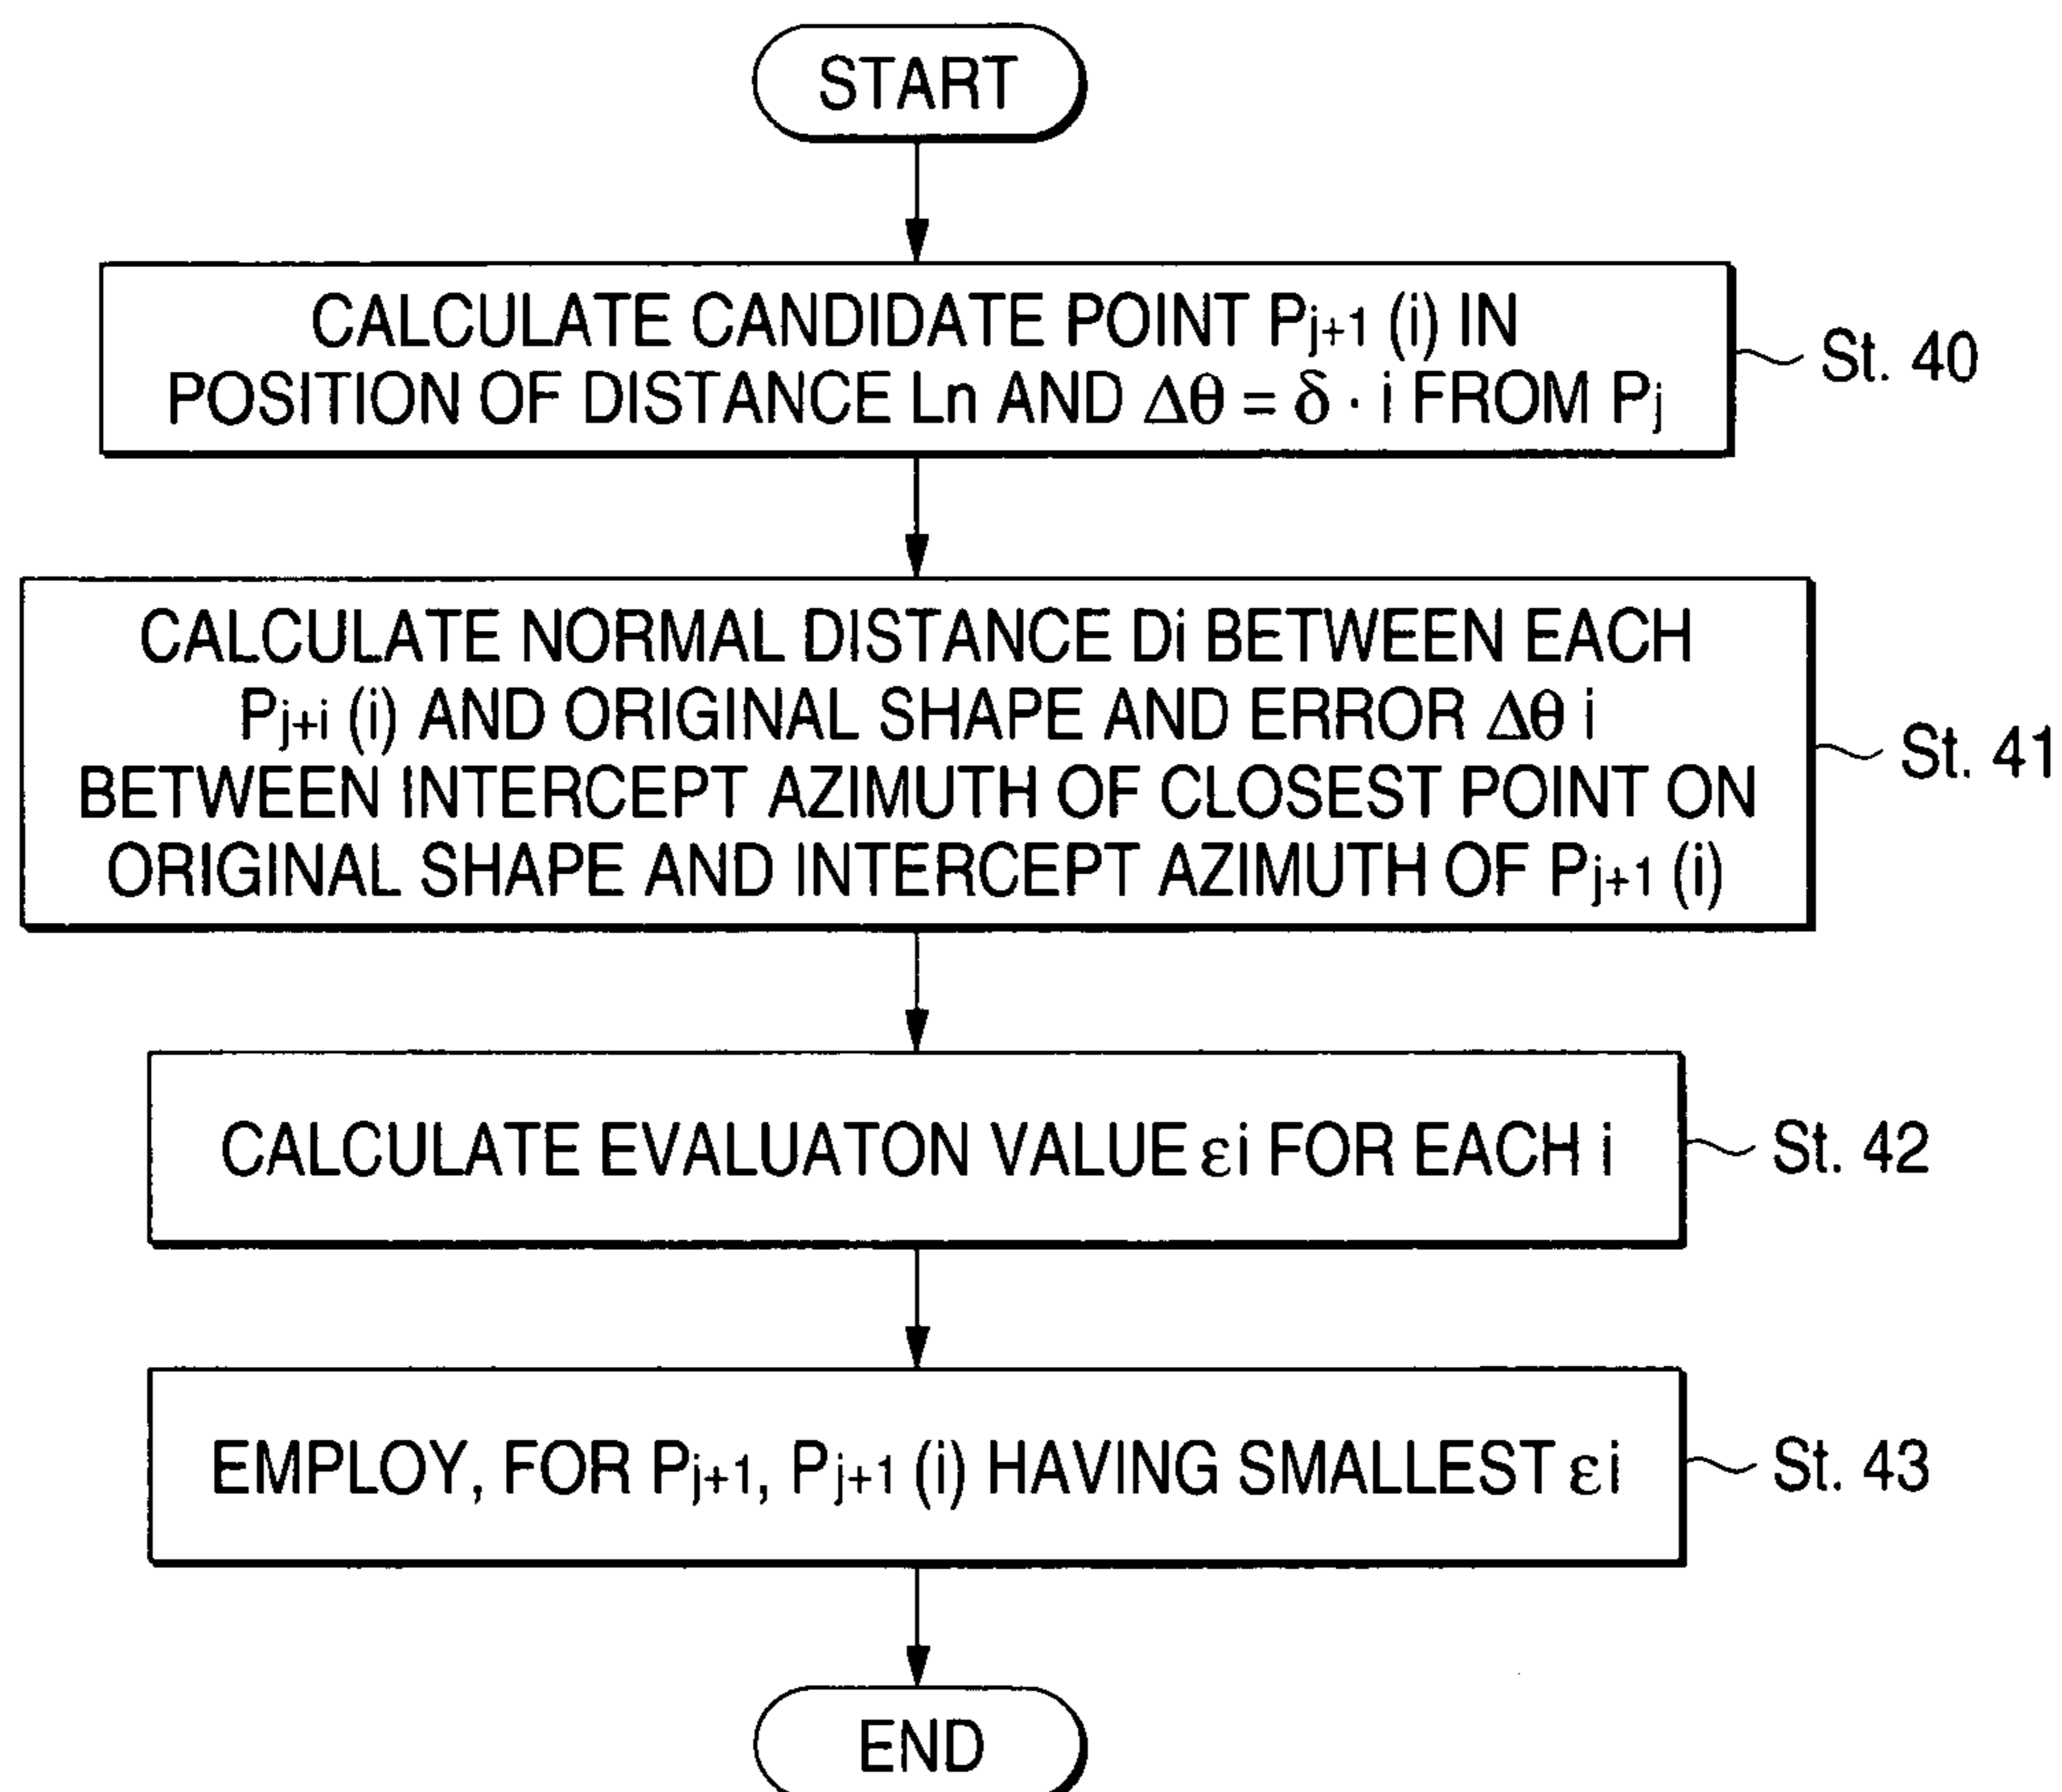 START
CALCULATE CANDIDATE POINT Pj+1 (i) IN
POSITION OF DISTANCE Ln AND Δθ = δ · i FROM Pj
St. 40
CALCULATE NORMAL DISTANCE Di BETWEEN EACH
Pj+i (i) AND ORIGINAL SHAPE AND ERROR Δθ i
BETWEEN INTERCEPT AZIMUTH OF CLOSEST POINT ON
ORIGINAL SHAPE AND INTERCEPT AZIMUTH OF Pj+1 (i)
St. 41
CALCULATE EVALUATON VALUE εi FOR EACH i
St. 42
EMPLOY, FOR Pj+1, Pj+1 (i) HAVING SMALLEST εi
St. 43
END